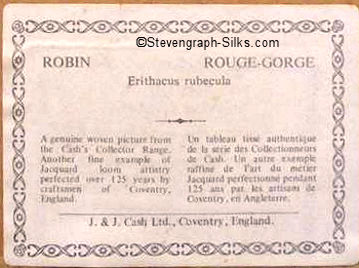 ©Stevengraph-Silks.com
ROBIN ROUGE-GORGE
Erithacus rubecula
A genuine woven picture from
the Cash's Collector Range.
Another fine example of
Jacquard loom artistry
perfected over 125 years by
craftsmen of Coventry,
England.
Un tableau tissé authentique
de la série des Collectionneurs
de Cash. Un autre exemple
raffine de l'art du métier
Jacquard perfectionné pendant
125 ans par les artisans de
Coventry, en Angleterre.
J. & J. Cash Ltd., Coventry, England.